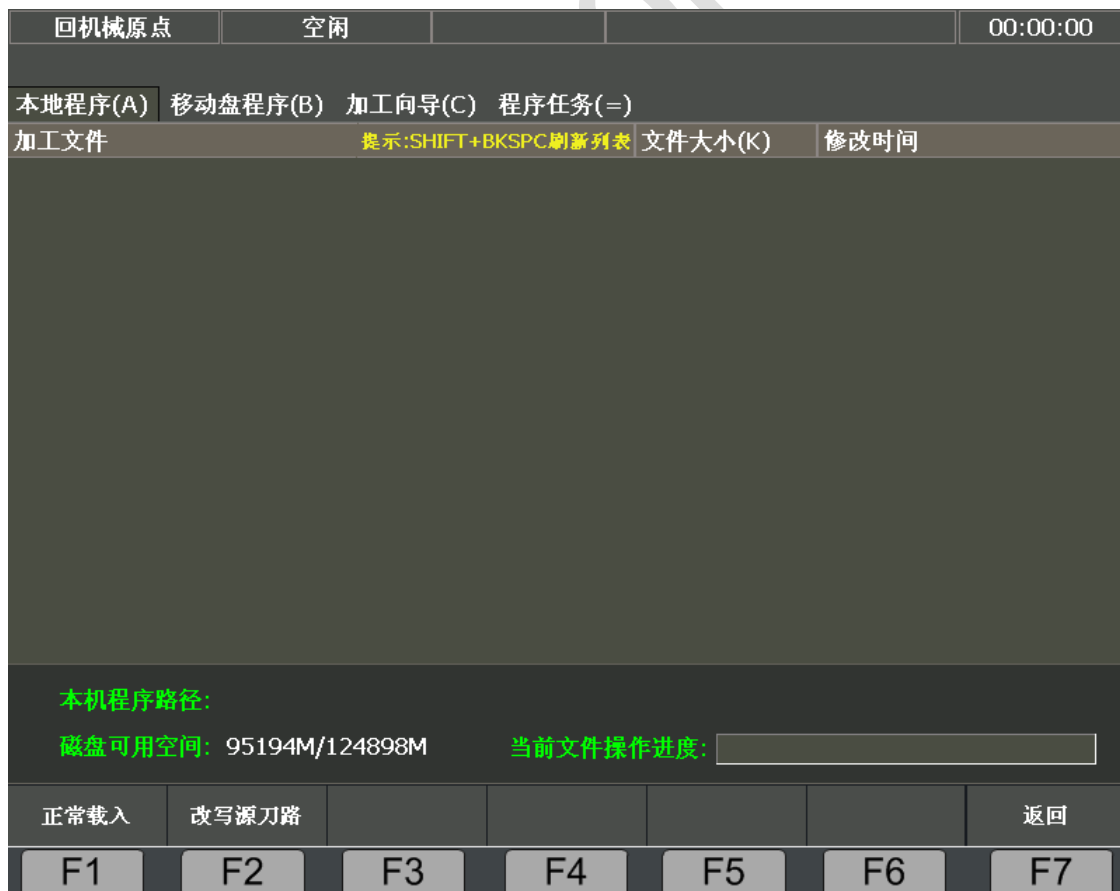 回机械原点 空闲 00:00:00
本地程序(A) 移动盘程序(B) 加工向导(C) 程序任务(=)
加工文件 提示:SHIFT+BKSPC刷新列表 文件大小(K) 修改时间
本机程序路径:
磁盘可用空间: 95194M/124898M 当前文件操作进度:
正常载入 改写源刀路 返回
F1 F2 F3 F4 F5 F6 F7